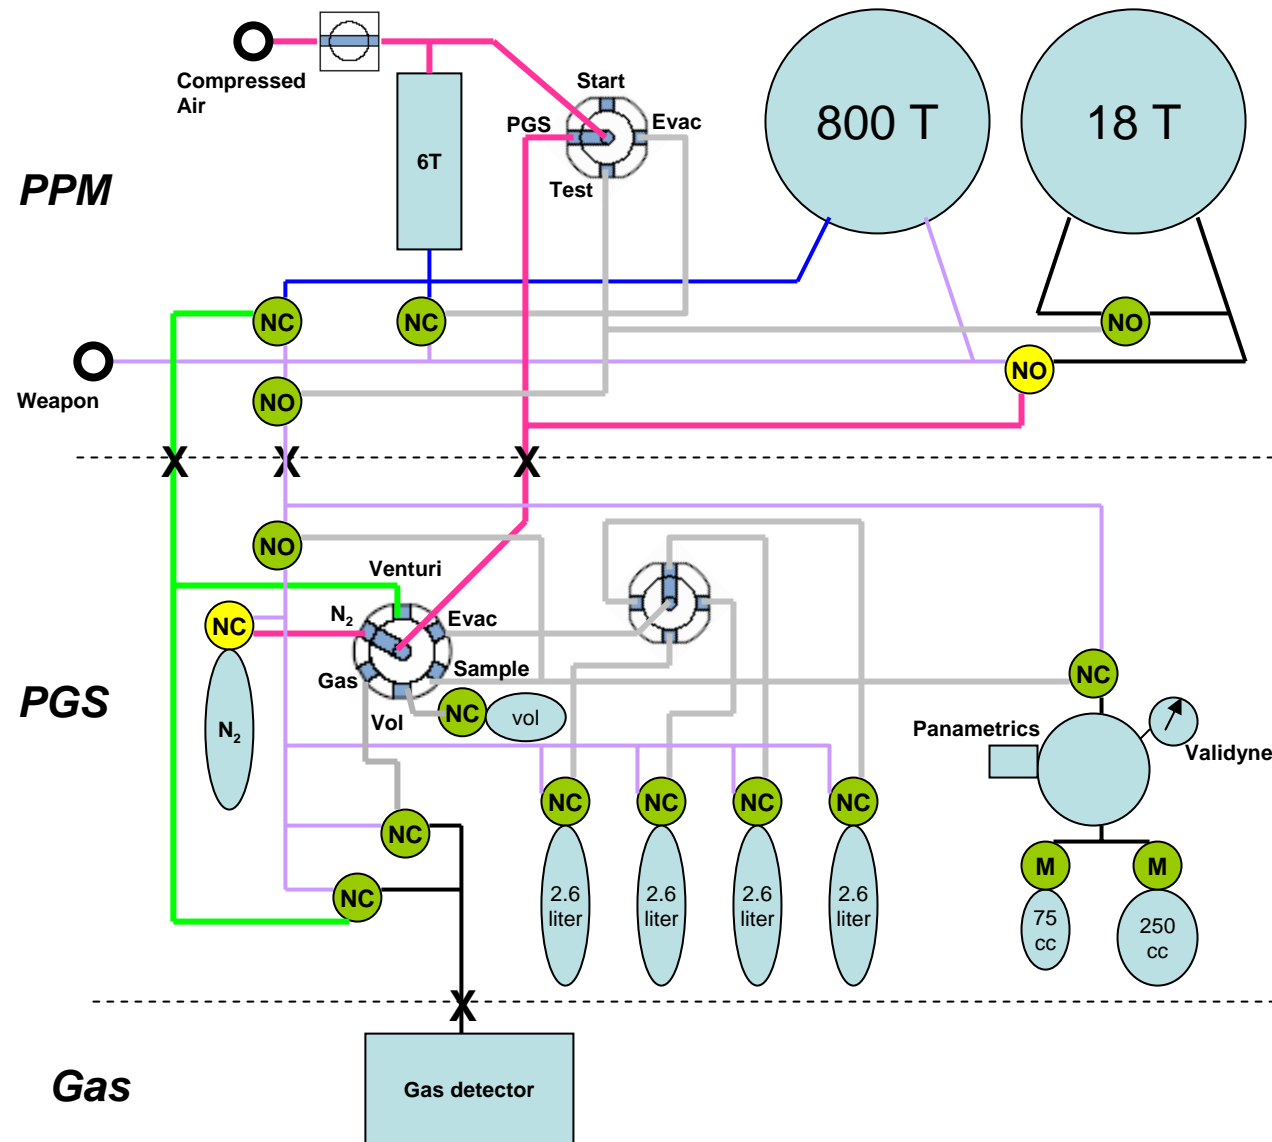 Compressed
Air
Start
PGS
Evac
Test
6T
800 T
18 T
PPM
NC
NC
NO
NO
Weapon
NO
X
X
X
NO
Venturi
N2
Evac
NC
Gas
Sample
NC
Vol
NC
vol
PGS
N2
Panametrics
Validyne
NC
NC
NC
NC
NC
NC
M
M
2.6
liter
2.6
liter
2.6
liter
2.6
liter
75
cc
250
cc
X
Gas
Gas detector